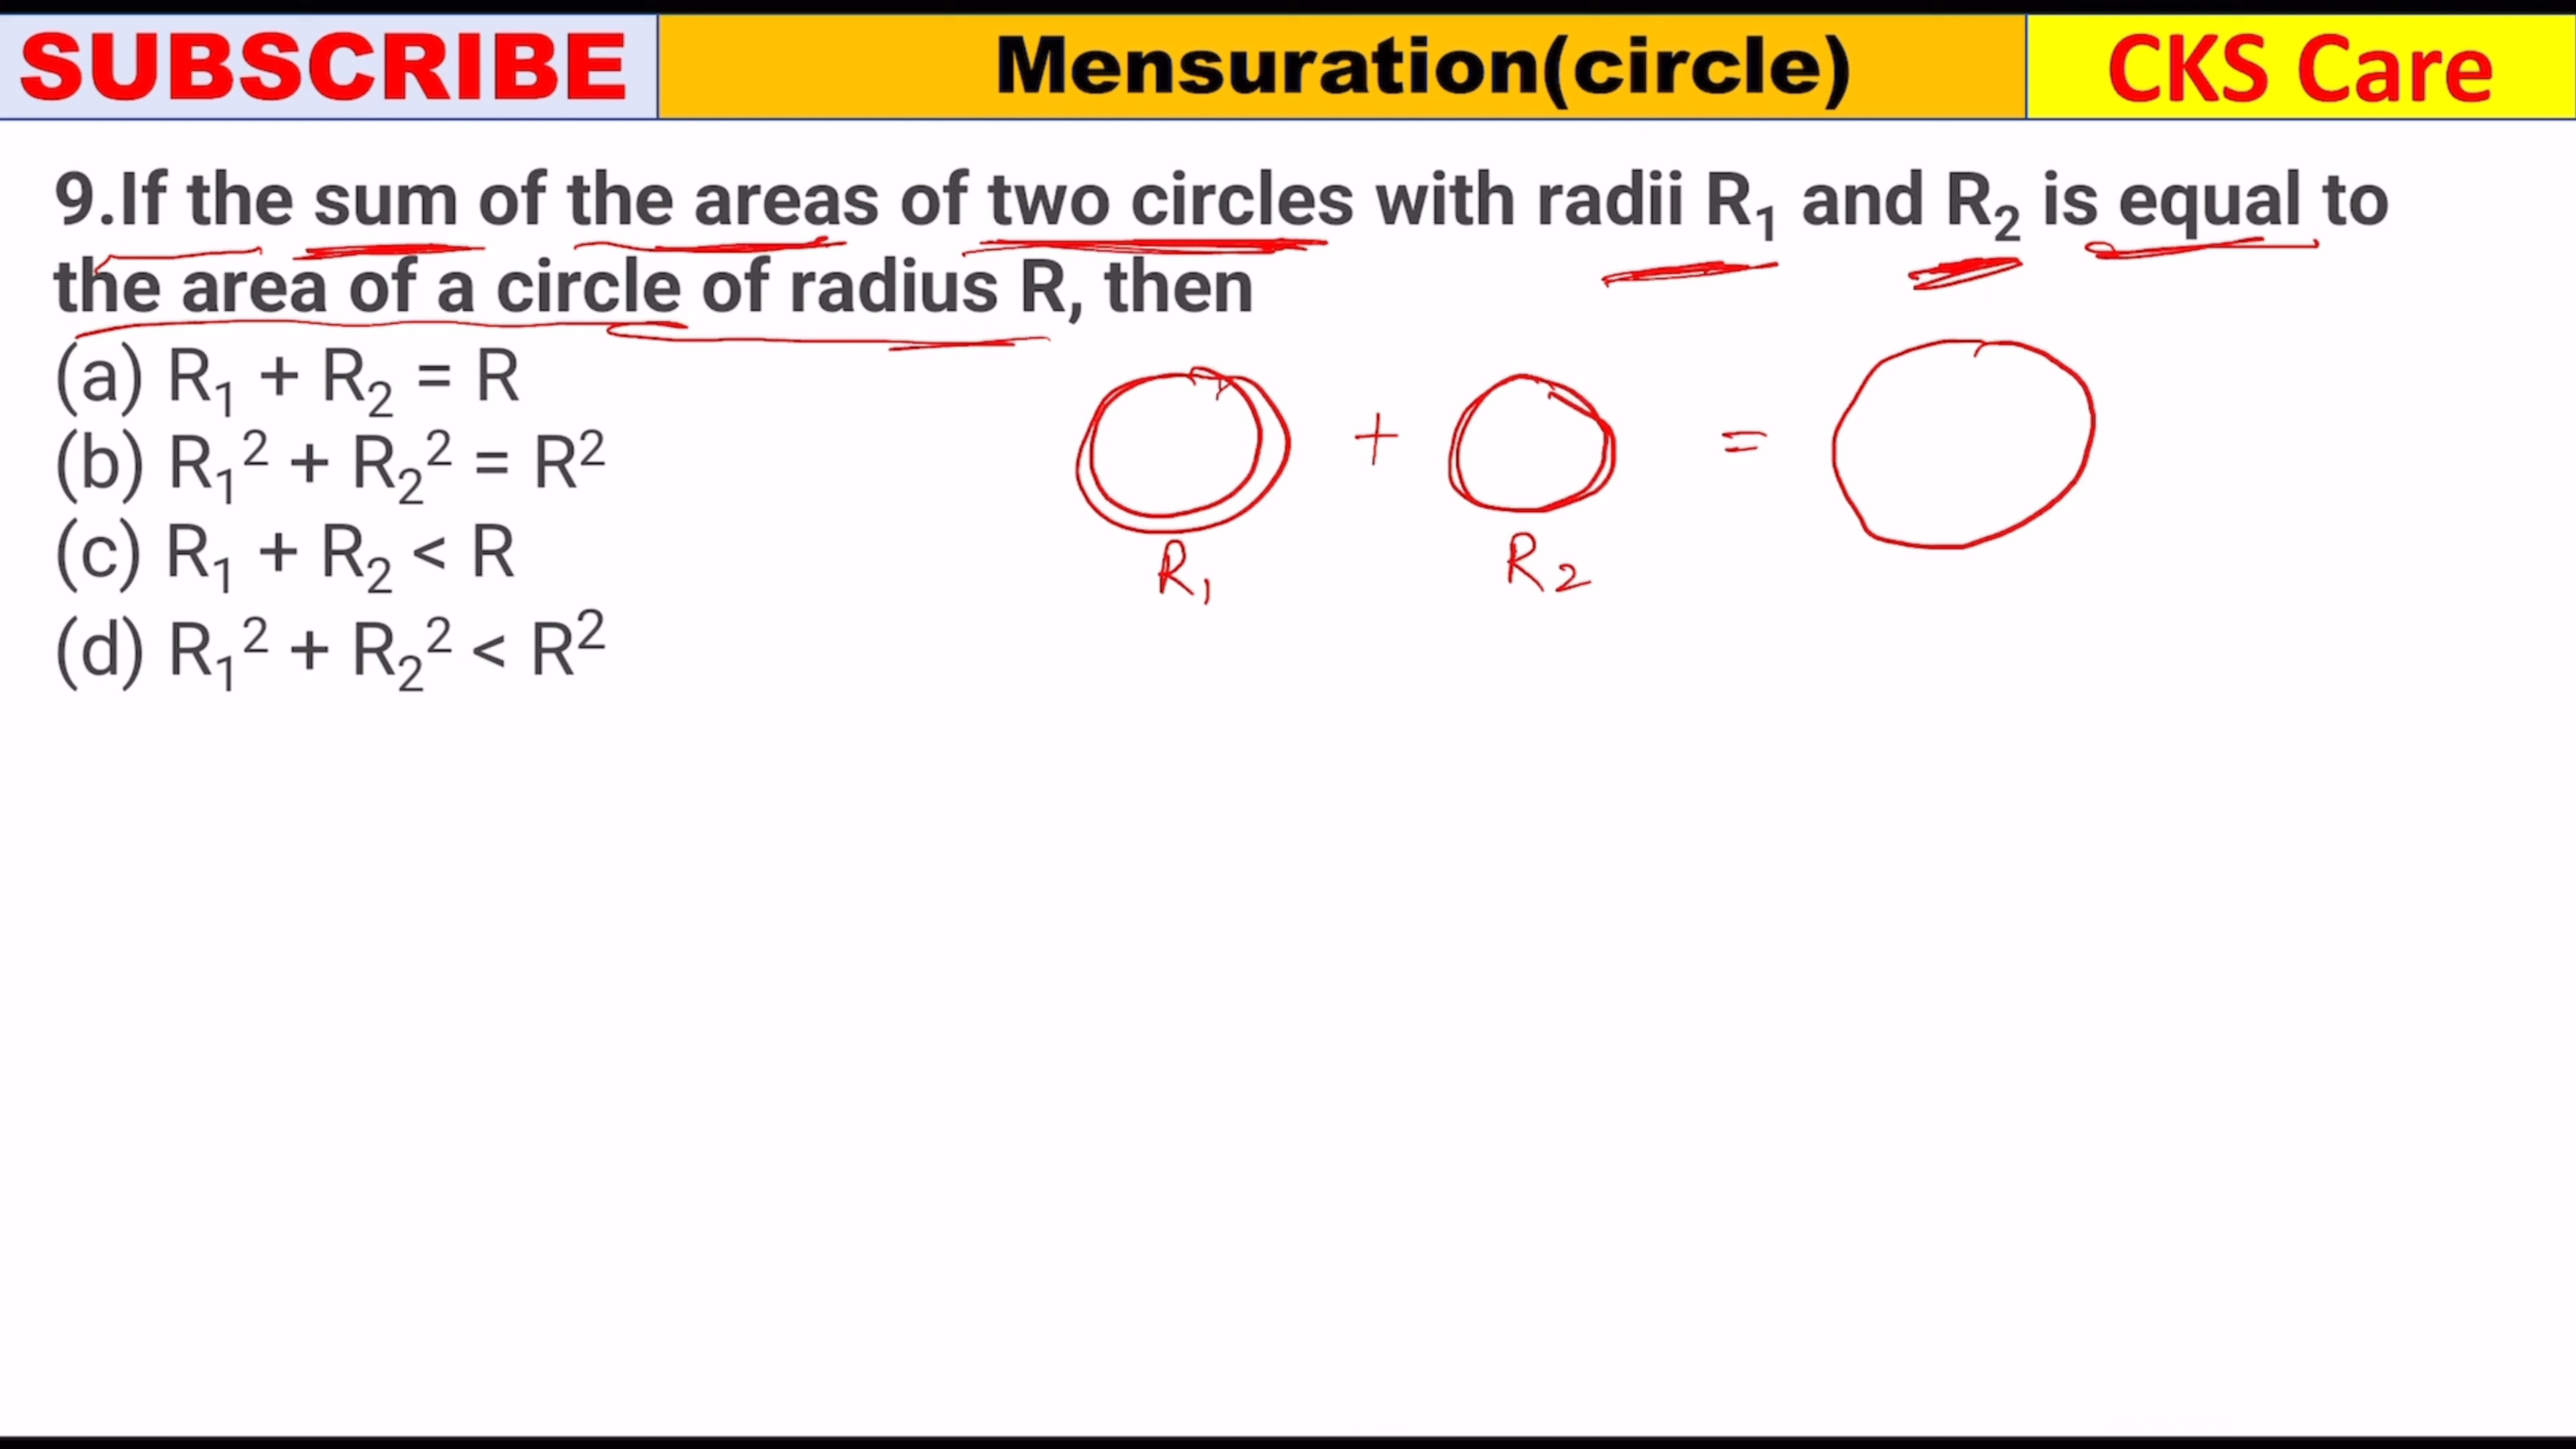 SUBSCRIBE Mensuration(circle) CKS Care
9.If the sum of the areas of two circles with radii R₁ and R₂ is equal to
the area of a circle of radius R, then
(a) R₁ + R₂ = R
(b) R₁² + R₂² = R²
(c) R₁ + R₂ < R
(d) R₁² + R₂² < R²
+ =
R₁ R₂